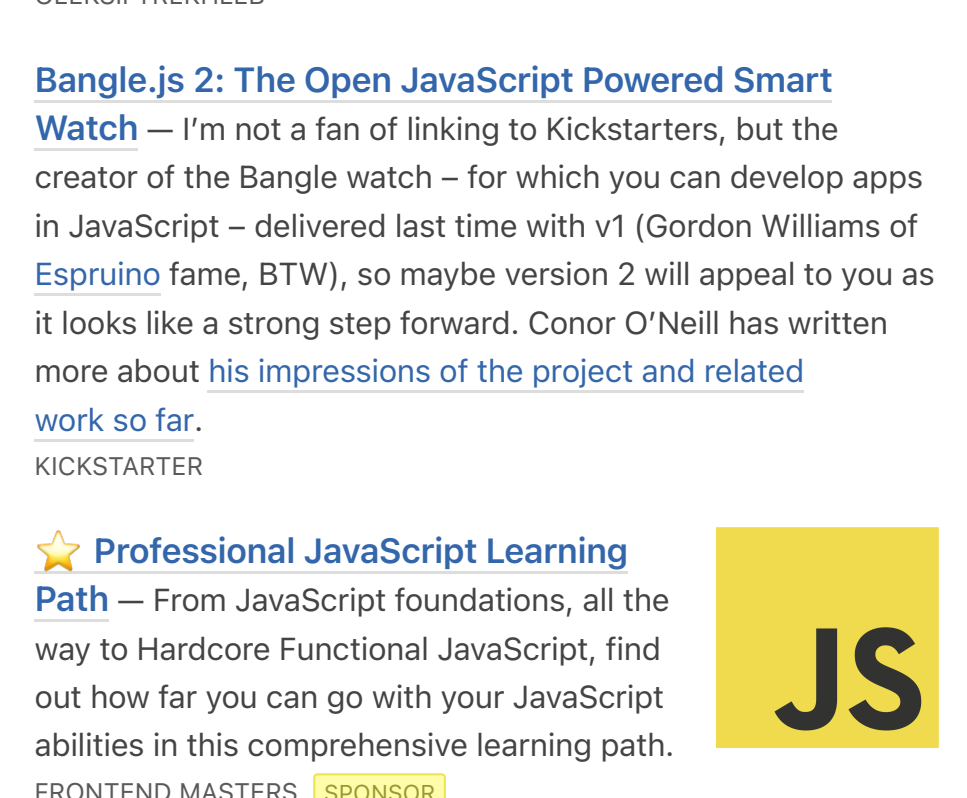 Bangle.js 2: The Open JavaScript Powered Smart
Watch — I’m not a fan of linking to Kickstarters, but the
creator of the Bangle watch – for which you can develop apps
in JavaScript – delivered last time with v1 (Gordon Williams of
Espruino fame, BTW), so maybe version 2 will appeal to you as
it looks like a strong step forward. Conor O’Neill has written
more about his impressions of the project and related
work so far.
KICKSTARTER
⭐ Professional JavaScript Learning
Path — From JavaScript foundations, all the
way to Hardcore Functional JavaScript, find
out how far you can go with your JavaScript
abilities in this comprehensive learning path.
JS
FRONTEND MASTERS SPONSOR